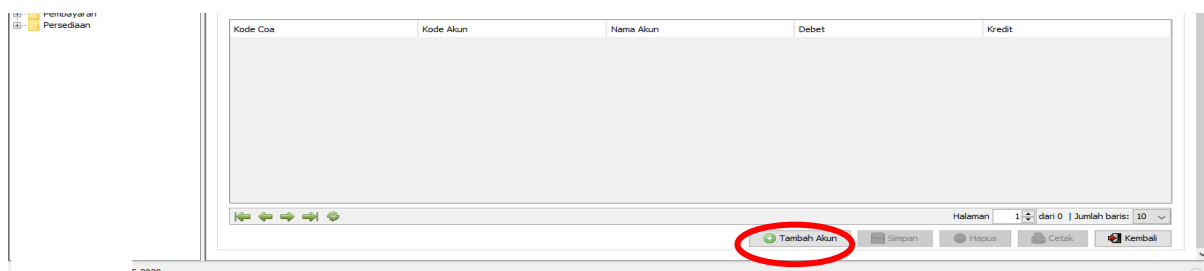 Pembayaran
Persediaan
Kode Coa Kode Akun Nama Akun Debet Kredit
Halaman 1 dari 0 | Jumlah baris: 10
Tambah Akun Simpan Hapus Cetak Kembali